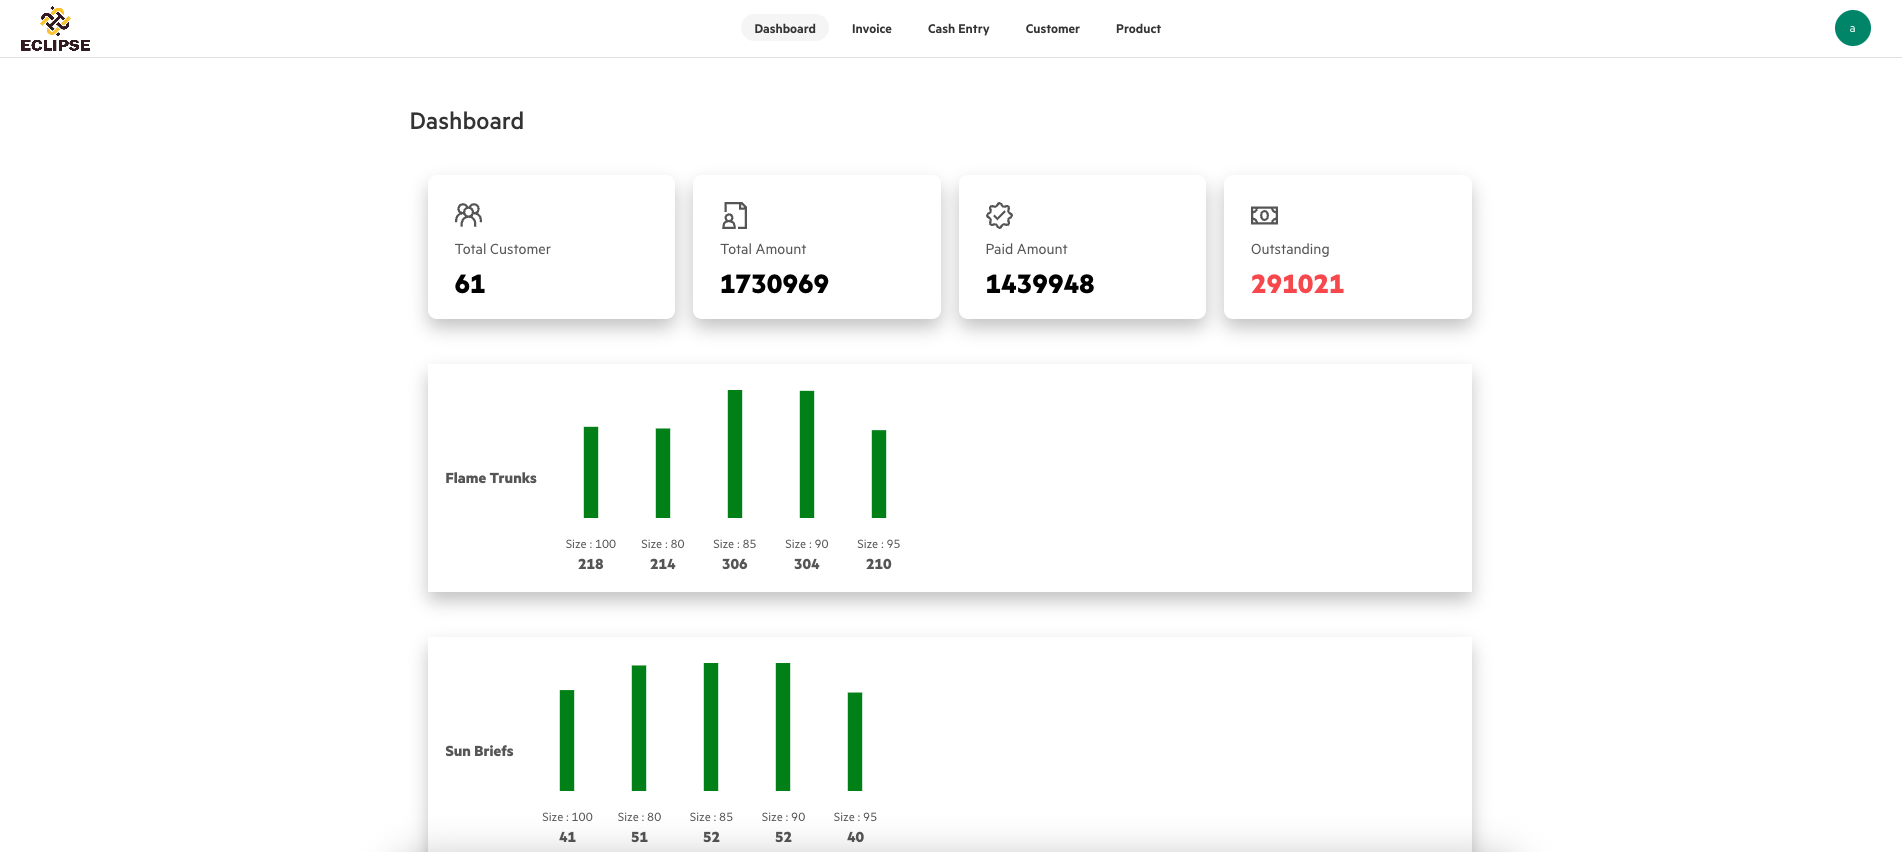 ECLIPSE
Dashboard Invoice Cash Entry Customer Product
a
Dashboard
Total Customer
61
Total Amount
1730969
Paid Amount
1439948
Outstanding
291021
Flame Trunks
Size : 100 Size : 80 Size : 85 Size : 90 Size : 95
218 214 306 304 210
Sun Briefs
Size : 100 Size : 80 Size : 85 Size : 90 Size : 95
41 51 52 52 40